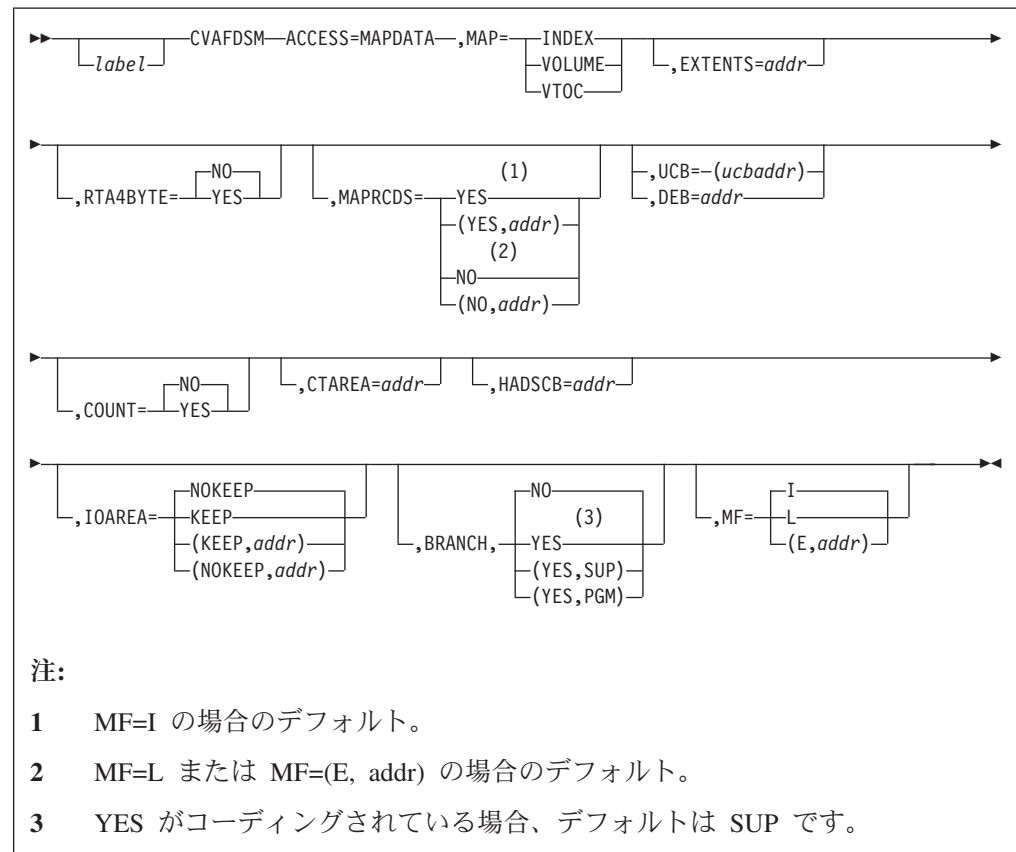 CVAFDSM ACCESS=MAPDATA ,MAP= INDEX
label VOLUME ,EXTENTS=addr
VTOC
NO (1)
,RTA4BYTE= YES ,MAPRCDS= YES ,UCB= (ucbaddr)
(YES,addr) ,DEB=addr
(2)
NO
(NO,addr)
NO ,CTAREA=addr ,HADSCB=addr
,COUNT= YES
NOKEEP NO I
,IOAREA= KEEP (3) ,MF= L
(KEEP,addr) ,BRANCH, YES (E,addr)
(NOKEEP,addr) (YES,SUP)
(YES,PGM)
注:
1 MF=I の場合のデフォルト。
2 MF=L または MF=(E, addr) の場合のデフォルト。
3 YES がコーディングされている場合、デフォルトは SUP です。